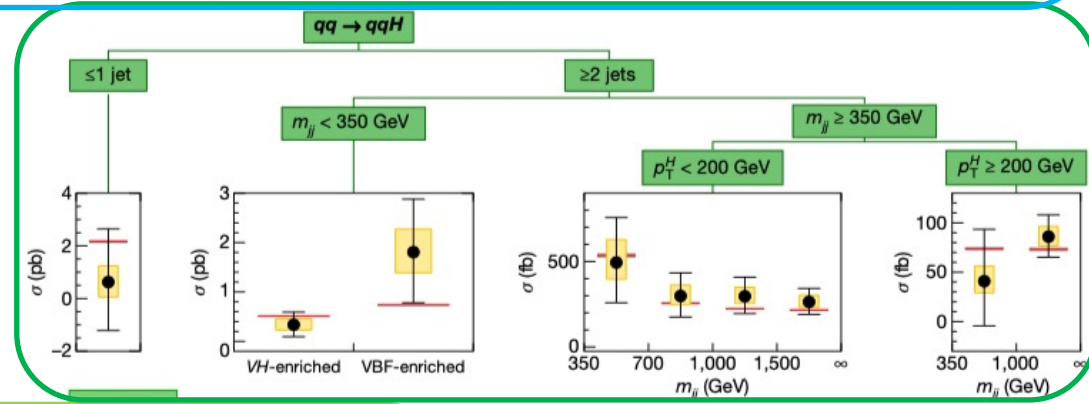 qq → qqH
≤1 jet
≥2 jets
m_jj < 350 GeV
m_jj ≥ 350 GeV
p_T^H < 200 GeV
p_T^H ≥ 200 GeV
σ (pb)
4
2
0
−2
σ (pb)
3
2
1
0
VH-enriched VBF-enriched
σ (fb)
500
0
350 700 1,000 1,500 ∞
m_jj (GeV)
σ (fb)
100
50
0
350 1,000 ∞
m_jj (GeV)